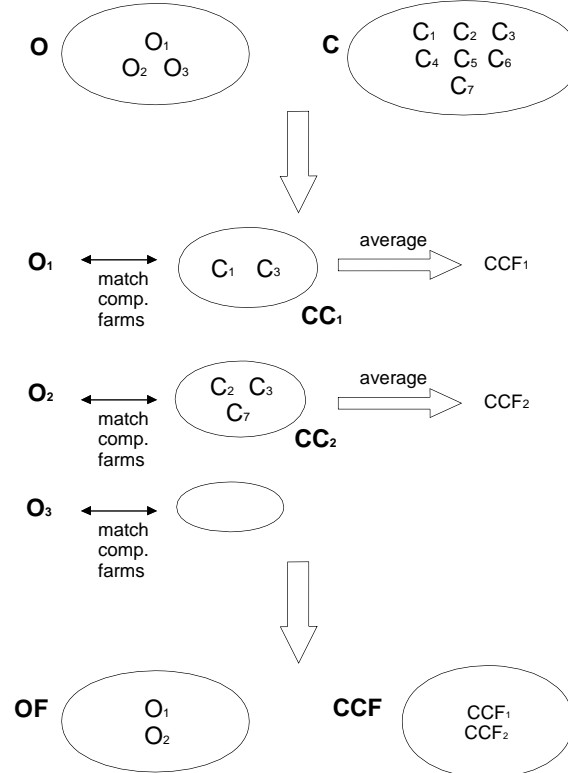 O
O1
O2 O3
C
C1 C2 C3
C4 C5 C6
C7
O1
match
comp.
farms
C1 C3
CC1
average
CCF1
O2
match
comp.
farms
C2 C3
C7
CC2
average
CCF2
O3
match
comp.
farms
OF
O1
O2
CCF
CCF1
CCF2